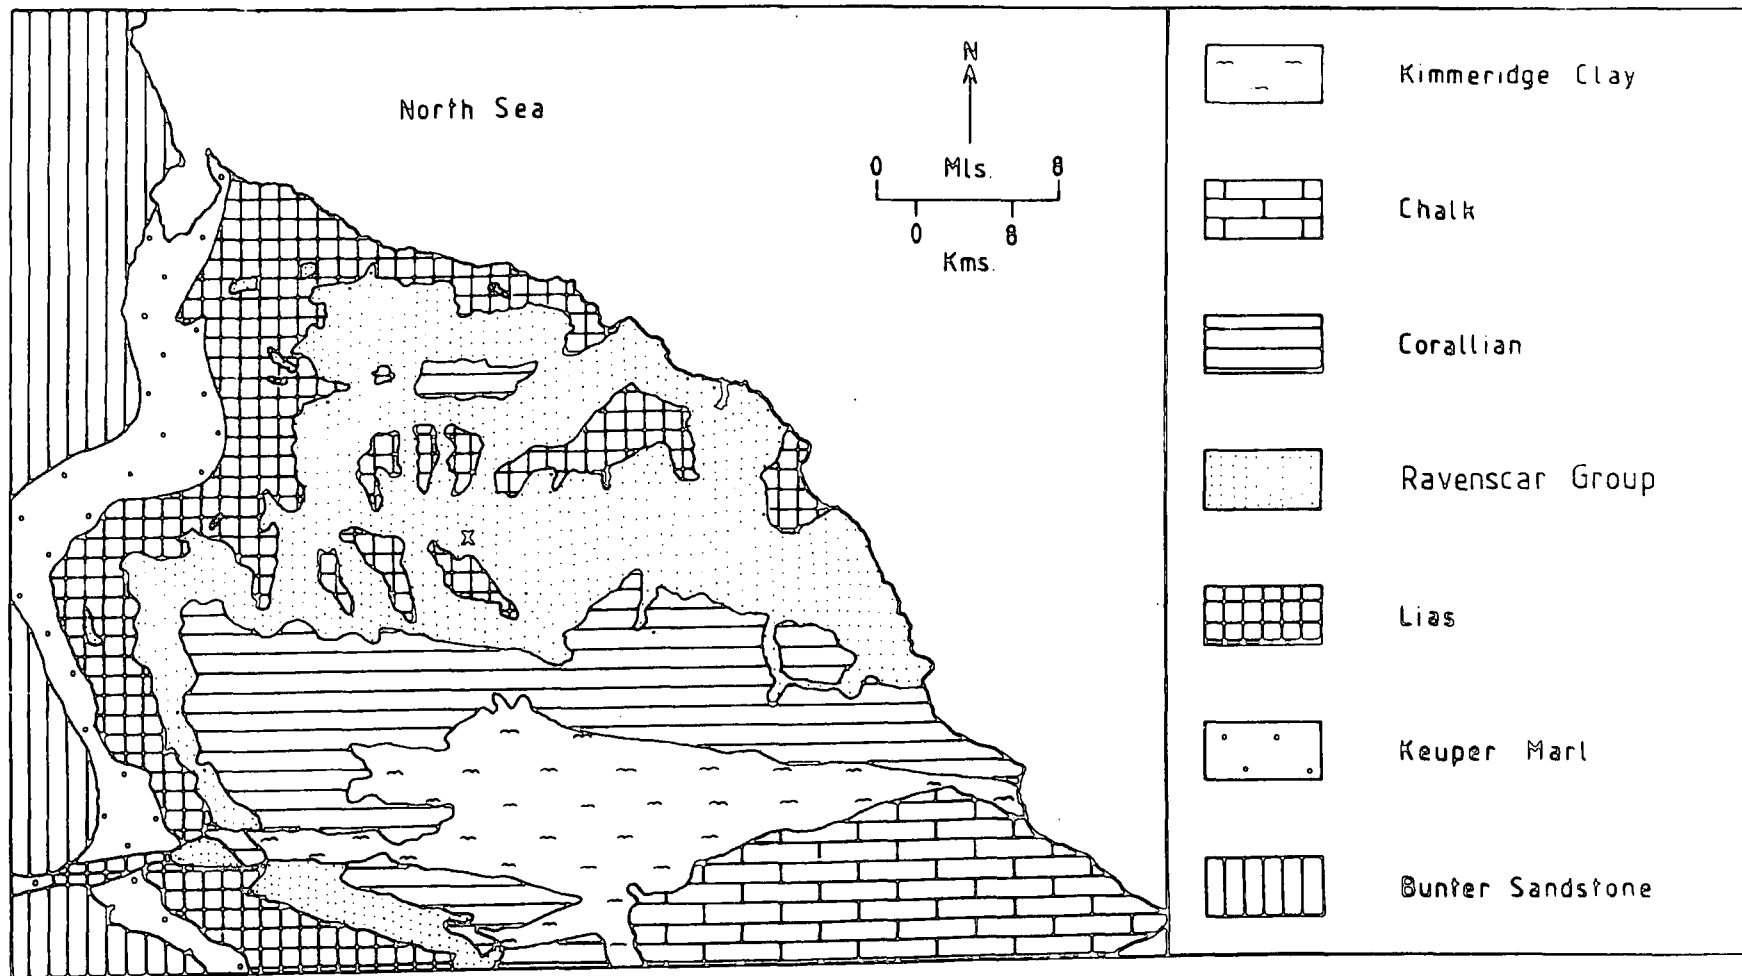 North Sea
N
0 Mls. 8
0 8
Kms.
Kimmeridge Clay
Chalk
Corallian
Ravenscar Group
Lias
Keuper Marl
Bunter Sandstone